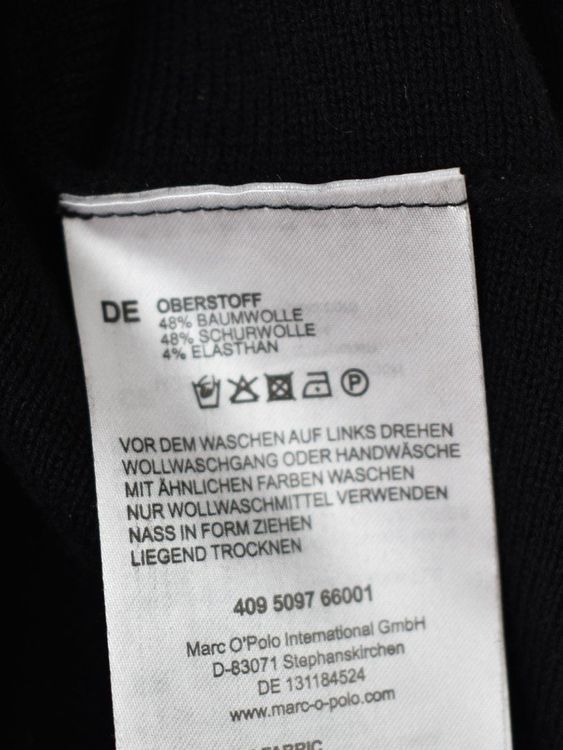 DE OBERSTOFF
48% BAUMWOLLE
48% SCHURWOLLE
4% ELASTHAN
P
VOR DEM WASCHEN AUF LINKS DREHEN
WOLLWASCHGANG ODER HANDWÄSCHE
MIT ÄHNLICHEN FARBEN WASCHEN
NUR WOLLWASCHMITTEL VERWENDEN
NASS IN FORM ZIEHEN
LIEGEND TROCKNEN
409 5097 66001
Marc O'Polo International GmbH
D-83071 Stephanskirchen
DE 131184524
www.marc-o-polo.com
FABRIC